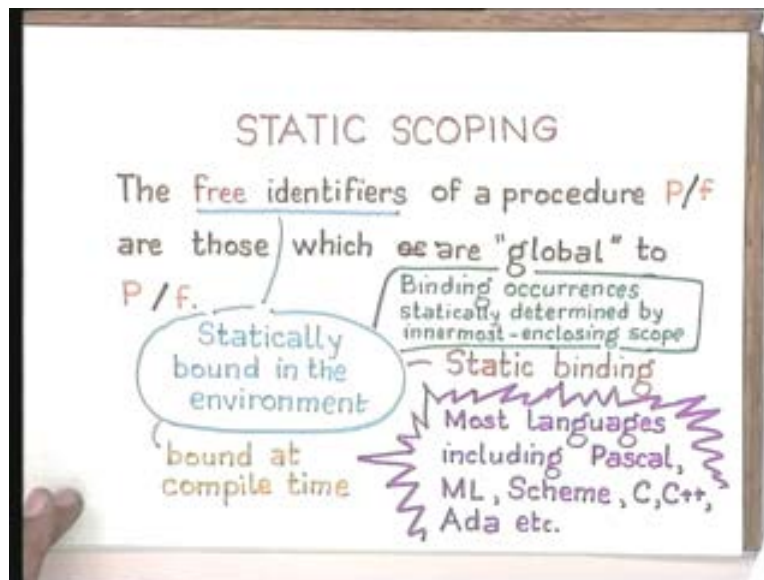 STATIC SCOPING
The free identifiers of a procedure P/f
are those which are "global" to
P/f.
Binding occurrences
statically determined by
innermost-enclosing scope
Statically
bound in the
environment
Static binding
bound at
compile time
Most Languages
including Pascal,
ML, Scheme, C, C++,
Ada etc.